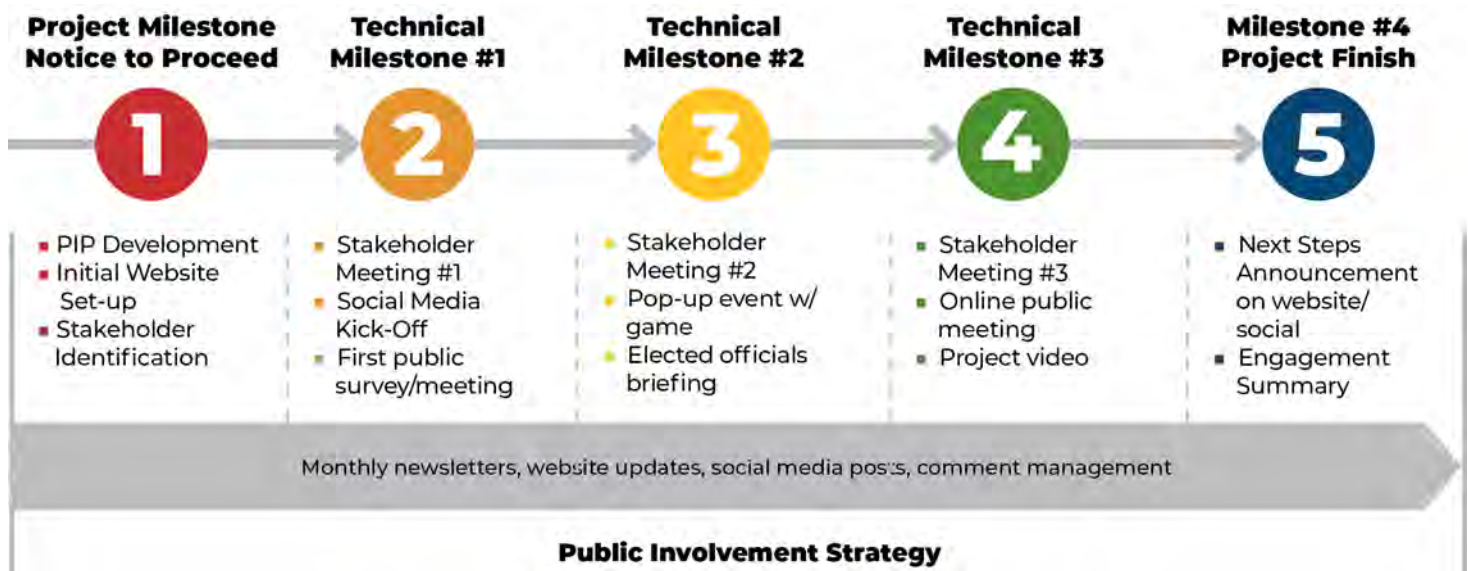 Project Milestone
Notice to Proceed
Technical
Milestone #1
Technical
Milestone #2
Technical
Milestone #3
Milestone #4
Project Finish
1
2
3
4
5
PIP Development
Initial Website
Set-up
Stakeholder
Identification
Stakeholder
Meeting #1
Social Media
Kick-Off
First public
survey/meeting
Stakeholder
Meeting #2
Pop-up event w/
game
Elected officials
briefing
Stakeholder
Meeting #3
Online public
meeting
Project video
Next Steps
Announcement
on website/
social
Engagement
Summary
Monthly newsletters, website updates, social media posts, comment management
Public Involvement Strategy